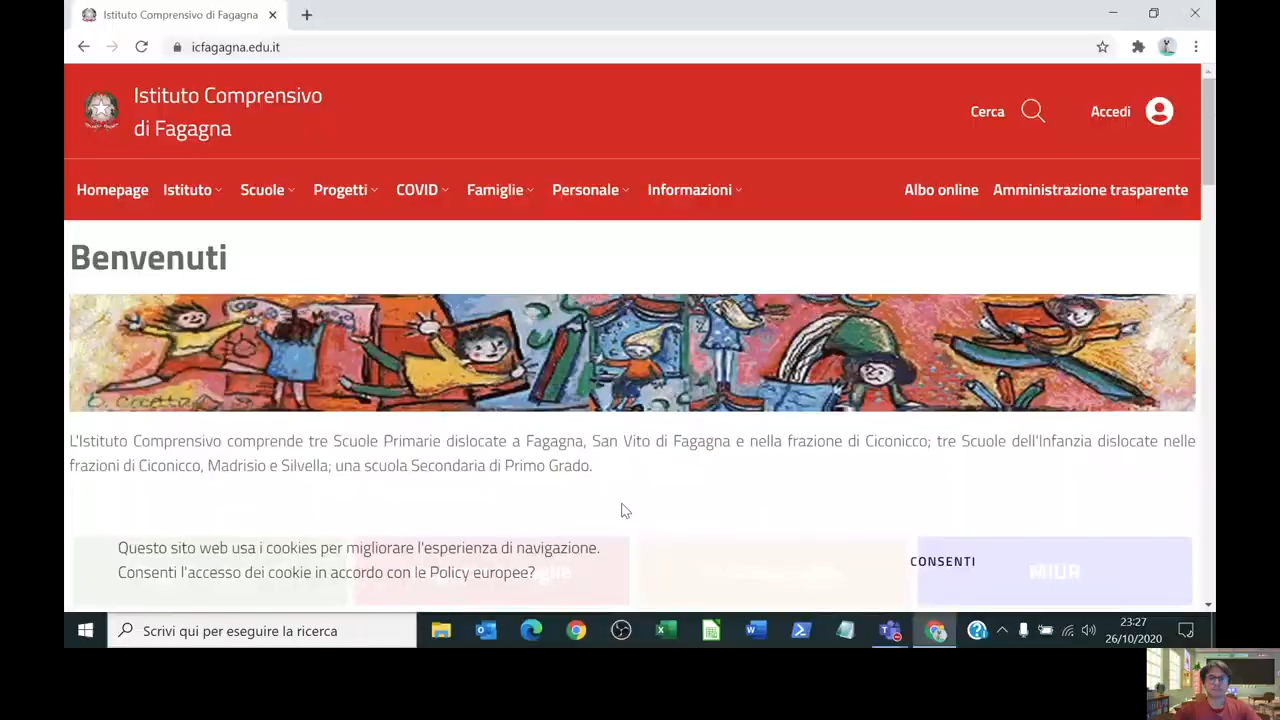 Istituto Comprensivo di Fagagna
icfagagna.edu.it
Istituto Comprensivo
di Fagagna
Cerca
Accedi
Homepage Istituto Scuole Progetti COVID Famiglie Personale Informazioni Albo online Amministrazione trasparente
Benvenuti
L'Istituto Comprensivo comprende tre Scuole Primarie dislocate a Fagagna, San Vito di Fagagna e nella frazione di Ciconicco; tre Scuole dell'Infanzia dislocate nelle
frazioni di Ciconicco, Madrisio e Silvella; una scuola Secondaria di Primo Grado.
Questo sito web usa i cookies per migliorare l'esperienza di navigazione.
Consenti l'accesso dei cookie in accordo con le Policy europee?
CONSENTI
MIUR
Scrivi qui per eseguire la ricerca
23:27
26/10/2020